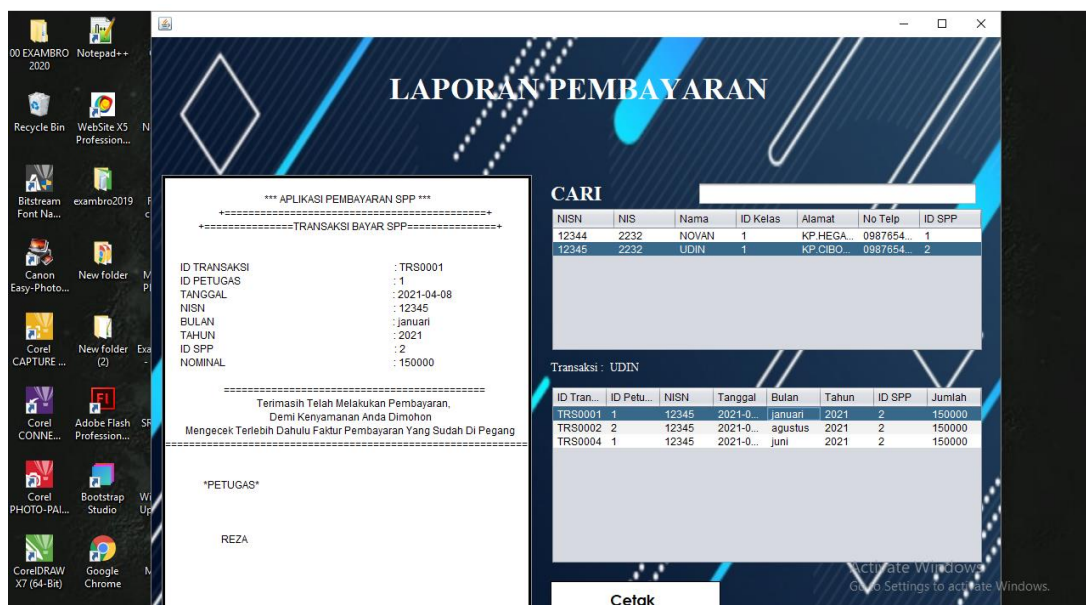 00 EXAMBRO
2020
Notepad++
Recycle Bin
WebSite X5
Profession...
N
Bitstream
Font Na...
exambro2019
F
c
Canon
Easy-Photo...
New folder
M
Pl
Corel
CAPTURE ...
New folder
(2)
Exa
-
Corel
CONNE...
Adobe Flash
Profession...
SR
Corel
PHOTO-PAI...
Bootstrap
Studio
Wi
Up
CorelDRAW
X7 (64-Bit)
Google
Chrome
LAPORAN PEMBAYARAN
*** APLIKASI PEMBAYARAN SPP ***
+============================================+
+===============TRANSAKSI BAYAR SPP===============+
ID TRANSAKSI : TRS0001
ID PETUGAS : 1
TANGGAL : 2021-04-08
NISN : 12345
BULAN : januari
TAHUN : 2021
ID SPP : 2
NOMINAL : 150000
============================================
Terimasih Telah Melakukan Pembayaran,
Demi Kenyamanan Anda Dimohon
Mengecek Terlebih Dahulu Faktur Pembayaran Yang Sudah Di Pegang
=============================================================
*PETUGAS*
REZA
CARI
NISN NIS Nama ID Kelas Alamat No Telp ID SPP
12344 2232 NOVAN 1 KP.HEGA... 0987654... 1
12345 2232 UDIN 1 KP.CIBO... 0987654... 2
Transaksi : UDIN
ID Tran... ID Petu... NISN Tanggal Bulan Tahun ID SPP Jumlah
TRS0001 1 12345 2021-0... januari 2021 2 150000
TRS0002 2 12345 2021-0... agustus 2021 2 150000
TRS0004 1 12345 2021-0... juni 2021 2 150000
Cetak
Activate Windows
Go to Settings to activate Windows.